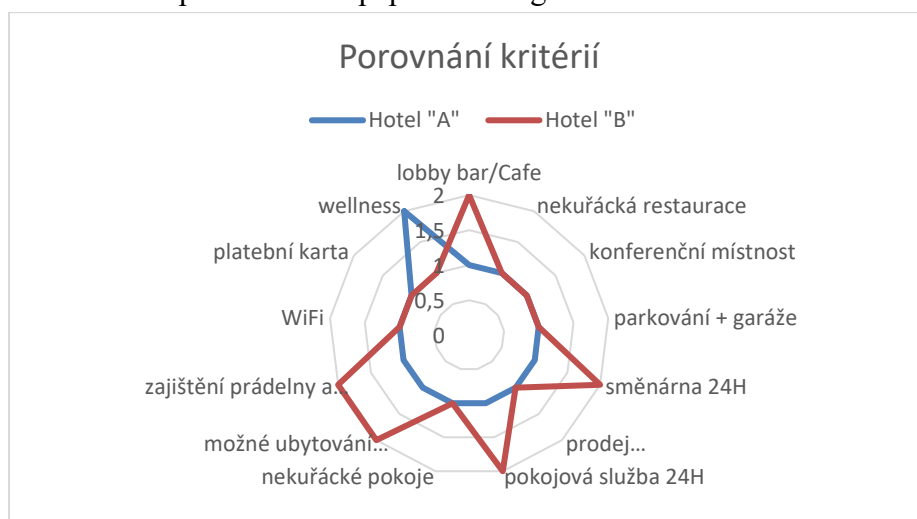 Porovnání kritérií
Hotel "A" Hotel "B"
lobby bar/Cafe
nekuřácká restaurace
konferenční místnost
parkování + garáže
směnárna 24H
prodej...
pokojová služba 24H
nekuřácké pokoje
možné ubytování...
zajištění prádelny a...
WiFi
platební karta
wellness
2
1,5
1
0,5
0